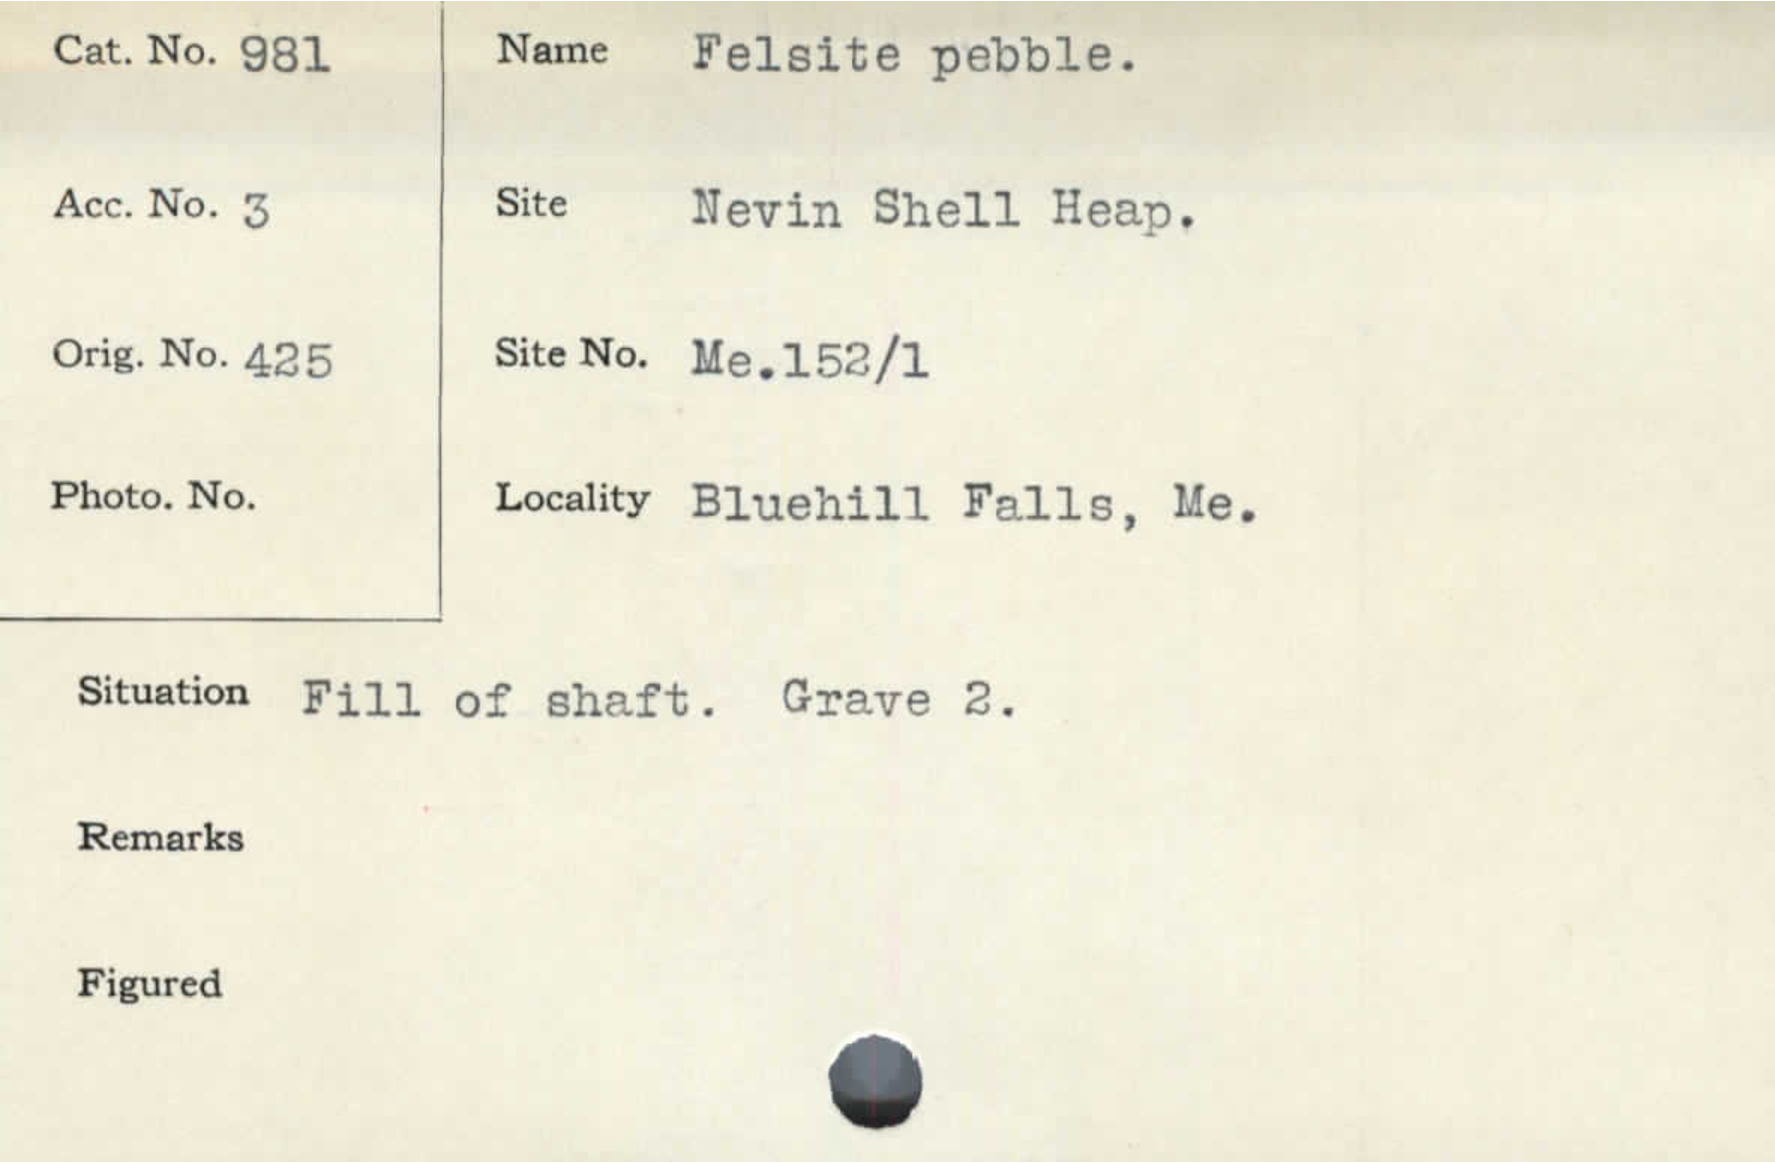 Cat. No. 981
Name Felsite pebble.
Acc. No. 3
Site Nevin Shell Heap.
Orig. No. 425
Site No. Me.152/1
Photo. No.
Locality Bluehill Falls, Me.
Situation Fill of shaft. Grave 2.
Remarks
Figured